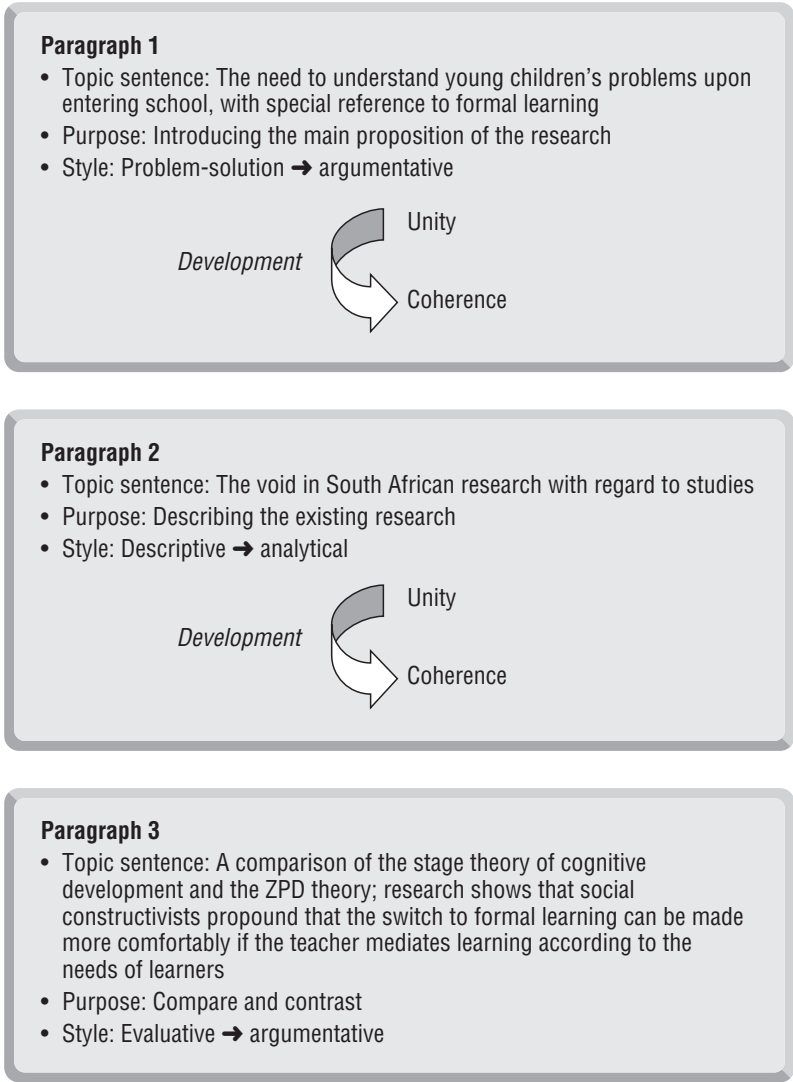 Paragraph 1
• Topic sentence: The need to understand young children’s problems upon
entering school, with special reference to formal learning
• Purpose: Introducing the main proposition of the research
• Style: Problem-solution ➜ argumentative
Unity
Development
Coherence
Paragraph 2
• Topic sentence: The void in South African research with regard to studies
• Purpose: Describing the existing research
• Style: Descriptive ➜ analytical
Unity
Development
Coherence
Paragraph 3
• Topic sentence: A comparison of the stage theory of cognitive
development and the ZPD theory; research shows that social
constructivists propound that the switch to formal learning can be made
more comfortably if the teacher mediates learning according to the
needs of learners
• Purpose: Compare and contrast
• Style: Evaluative ➜ argumentative